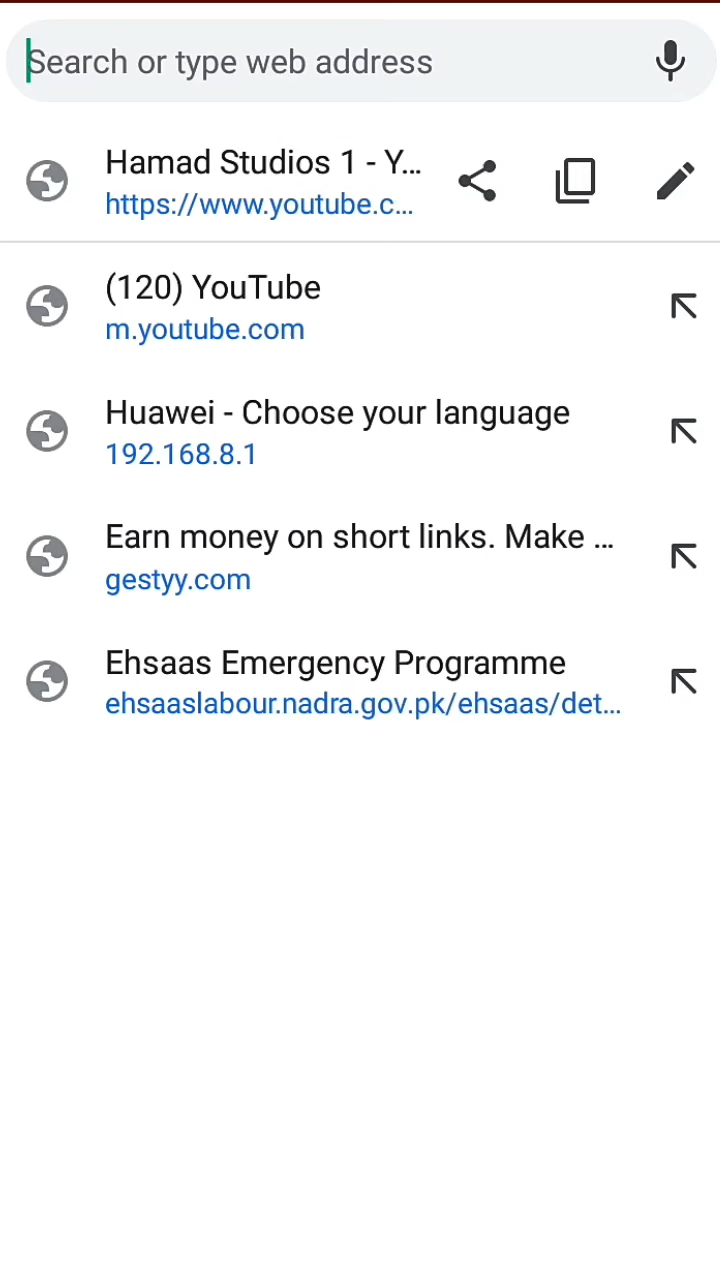 Search or type web address
Hamad Studios 1 - Y...
https://www.youtube.c...
(120) YouTube
m.youtube.com
Huawei - Choose your language
192.168.8.1
Earn money on short links. Make ...
gestyy.com
Ehsaas Emergency Programme
ehsaaslabour.nadra.gov.pk/ehsaas/det...